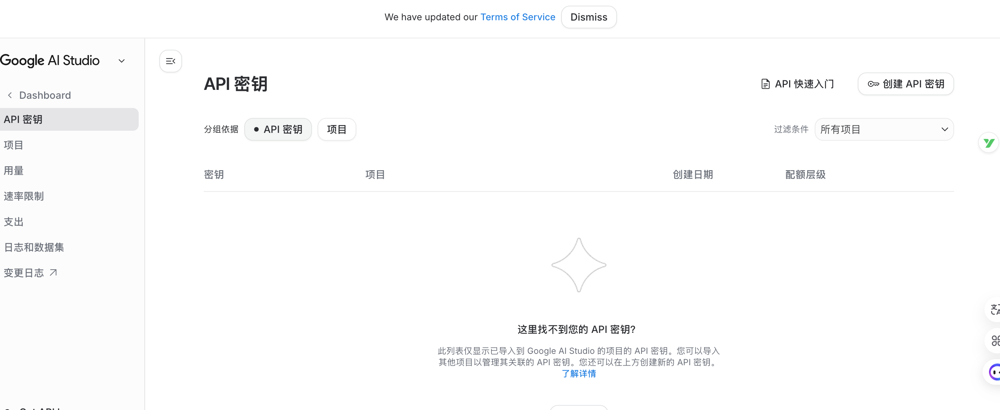 We have updated our Terms of Service Dismiss
Google AI Studio
Dashboard
API 密钥
项目
用量
速率限制
支出
日志和数据集
变更日志
API 密钥
API 快速入门
创建 API 密钥
分组依据 API 密钥 项目
过滤条件 所有项目
密钥 项目 创建日期 配额层级
这里找不到您的 API 密钥?
此列表仅显示已导入到 Google AI Studio 的项目的 API 密钥。您可以导入
其他项目以管理其关联的 API 密钥。您还可以在上方创建新的 API 密钥。
了解详情